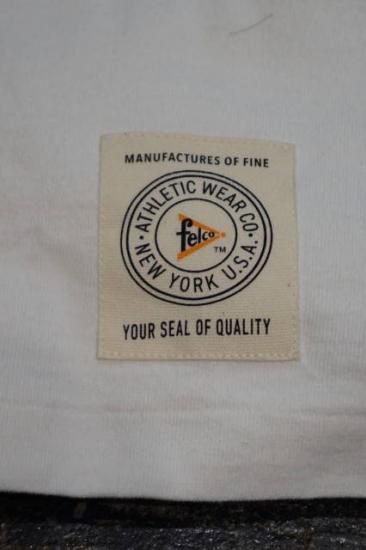 MANUFACTURES OF FINE
• ATHLETIC WEAR CO •
NEW YORK U.S.A.
felco
TM
YOUR SEAL OF QUALITY